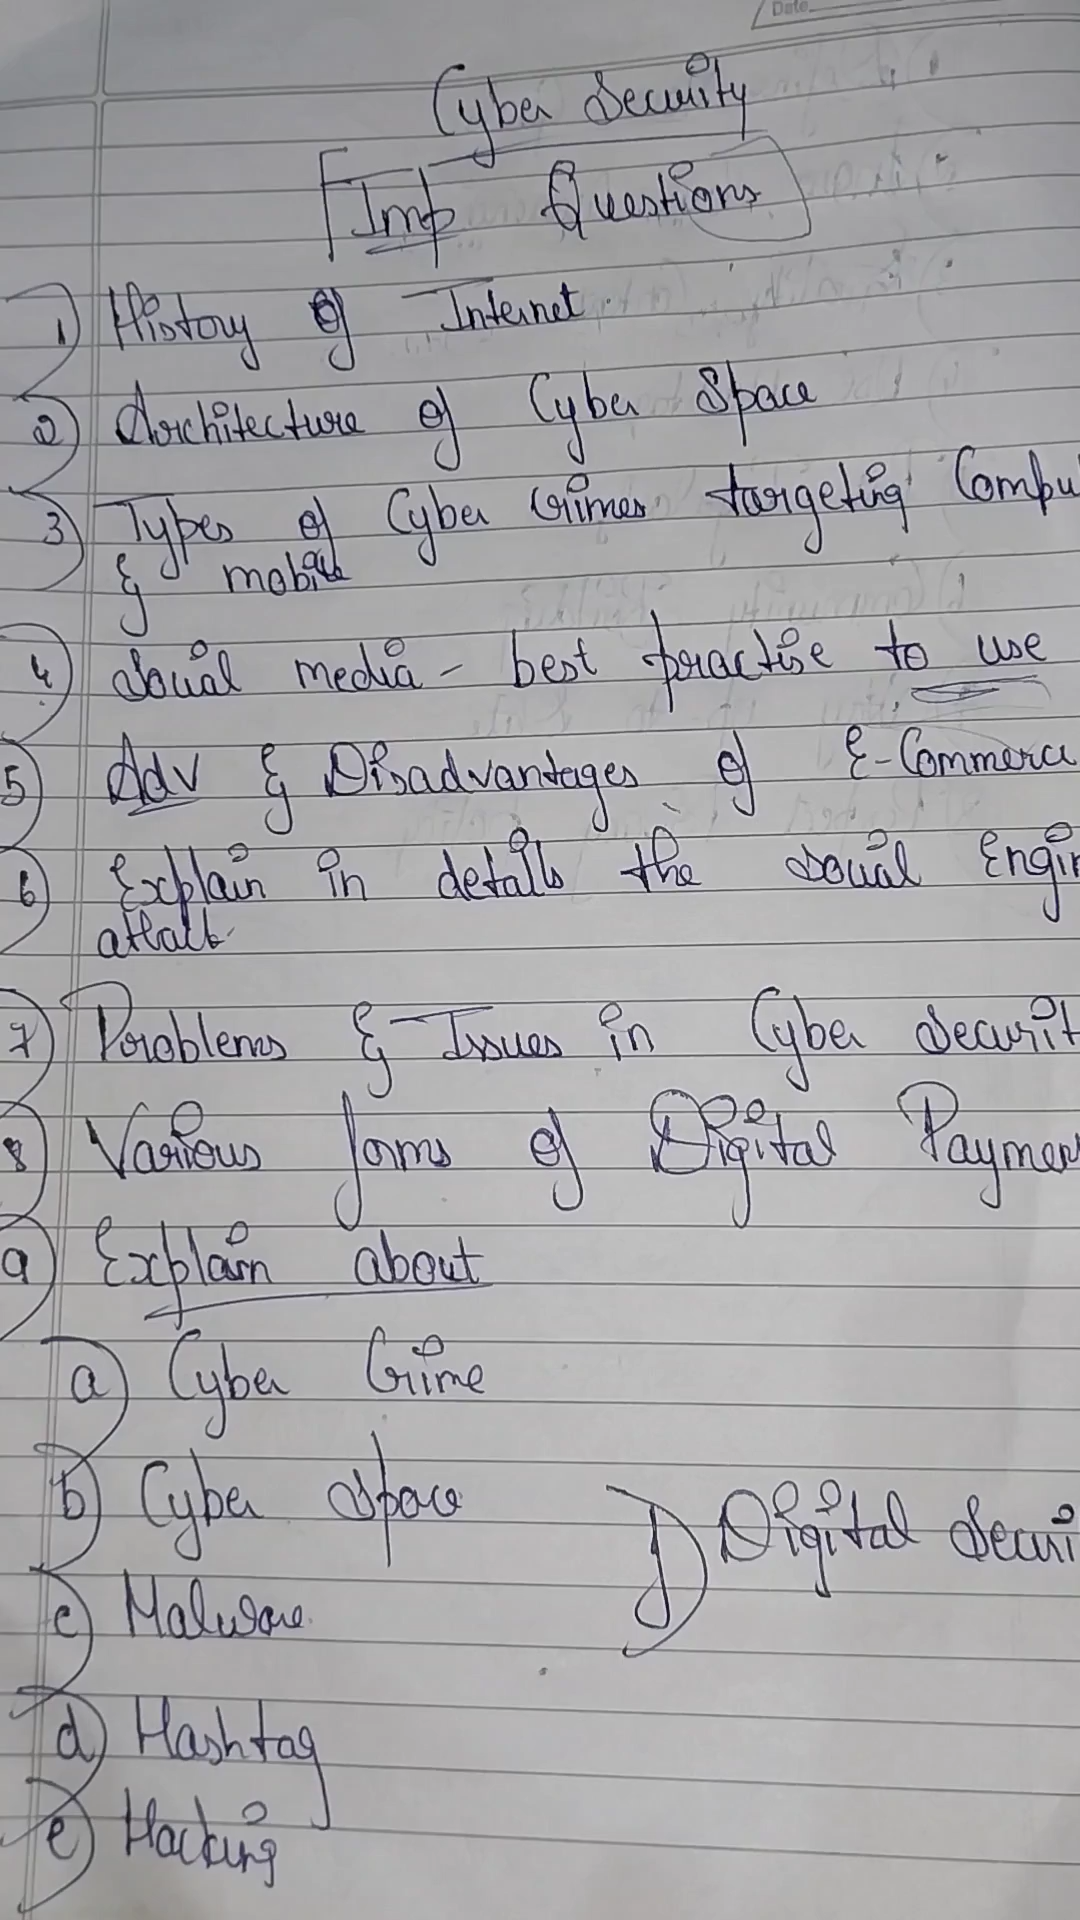 Date
Cyber Security
Imp Questions
1) History of Internet
2) Architecture of Cyber Space
3) Types of Cyber Crimes targeting Compu
& mobile
4) Social media - best practise to use
5) Adv & Disadvantages of E-Commerce
6) Explain in details the social Engin
attack
7) Problems & Issues in Cyber Securit
8) Various forms of Digital Paymen
9) Explain about
a) Cyber Crime
b) Cyber Space
f) Digital Securi
c) Malware
d) Hashtag
e) Hacking